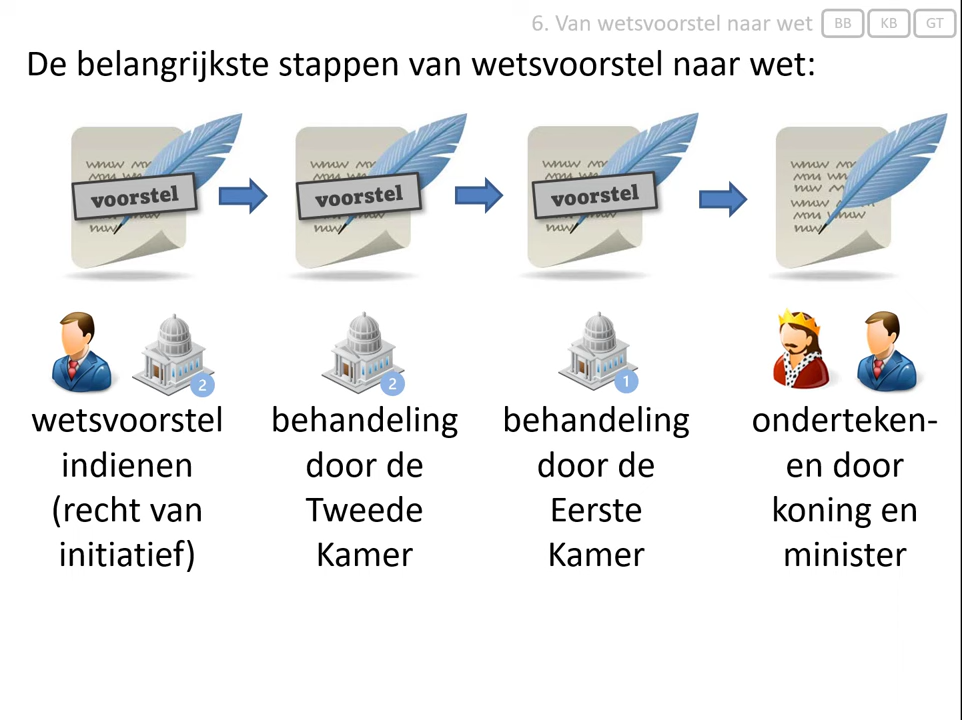 6. Van wetsvoorstel naar wet BB KB GT
De belangrijkste stappen van wetsvoorstel naar wet:
voorstel voorstel voorstel
2 2 1
wetsvoorstel
indienen
(recht van
initiatief)
behandeling
door de
Tweede
Kamer
behandeling
door de
Eerste
Kamer
onderteken-
en door
koning en
minister